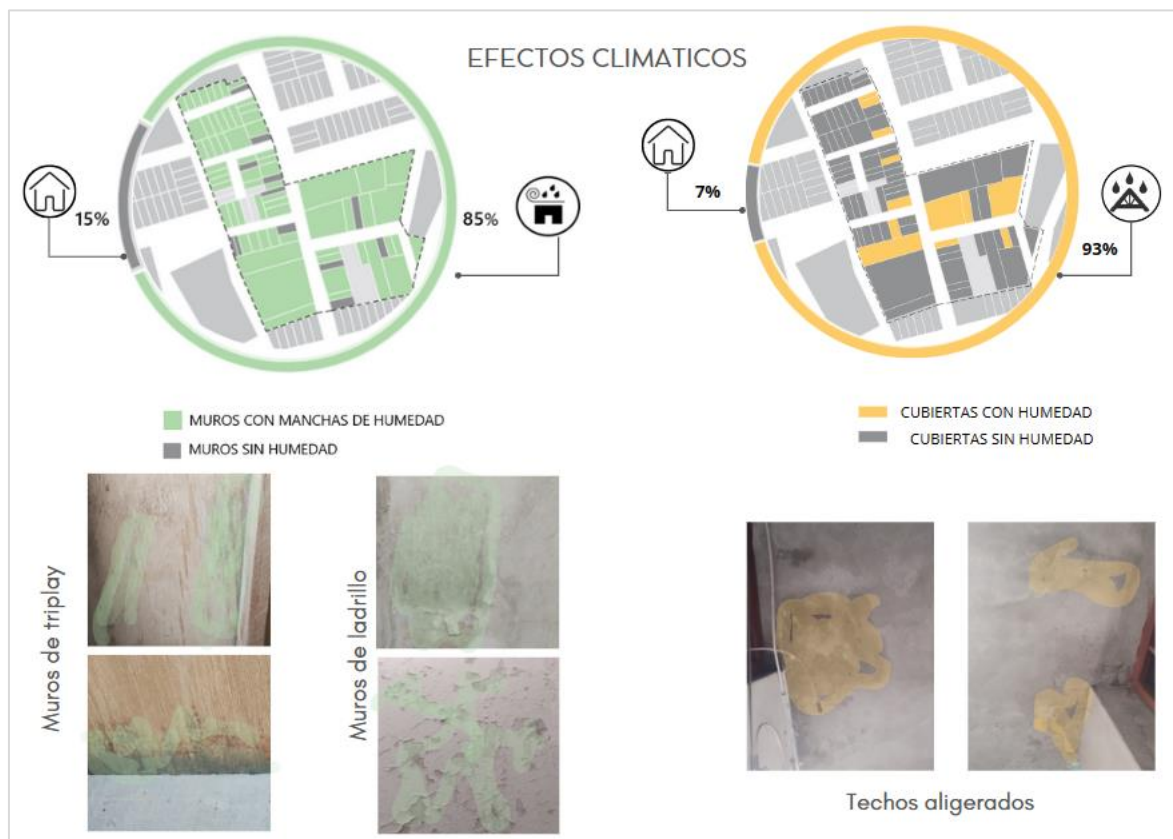 EFECTOS CLIMATICOS
15%
85%
7%
93%
MUROS CON MANCHAS DE HUMEDAD
MUROS SIN HUMEDAD
CUBIERTAS CON HUMEDAD
CUBIERTAS SIN HUMEDAD
Muros de triplay
Muros de ladrillo
Techos aligerados